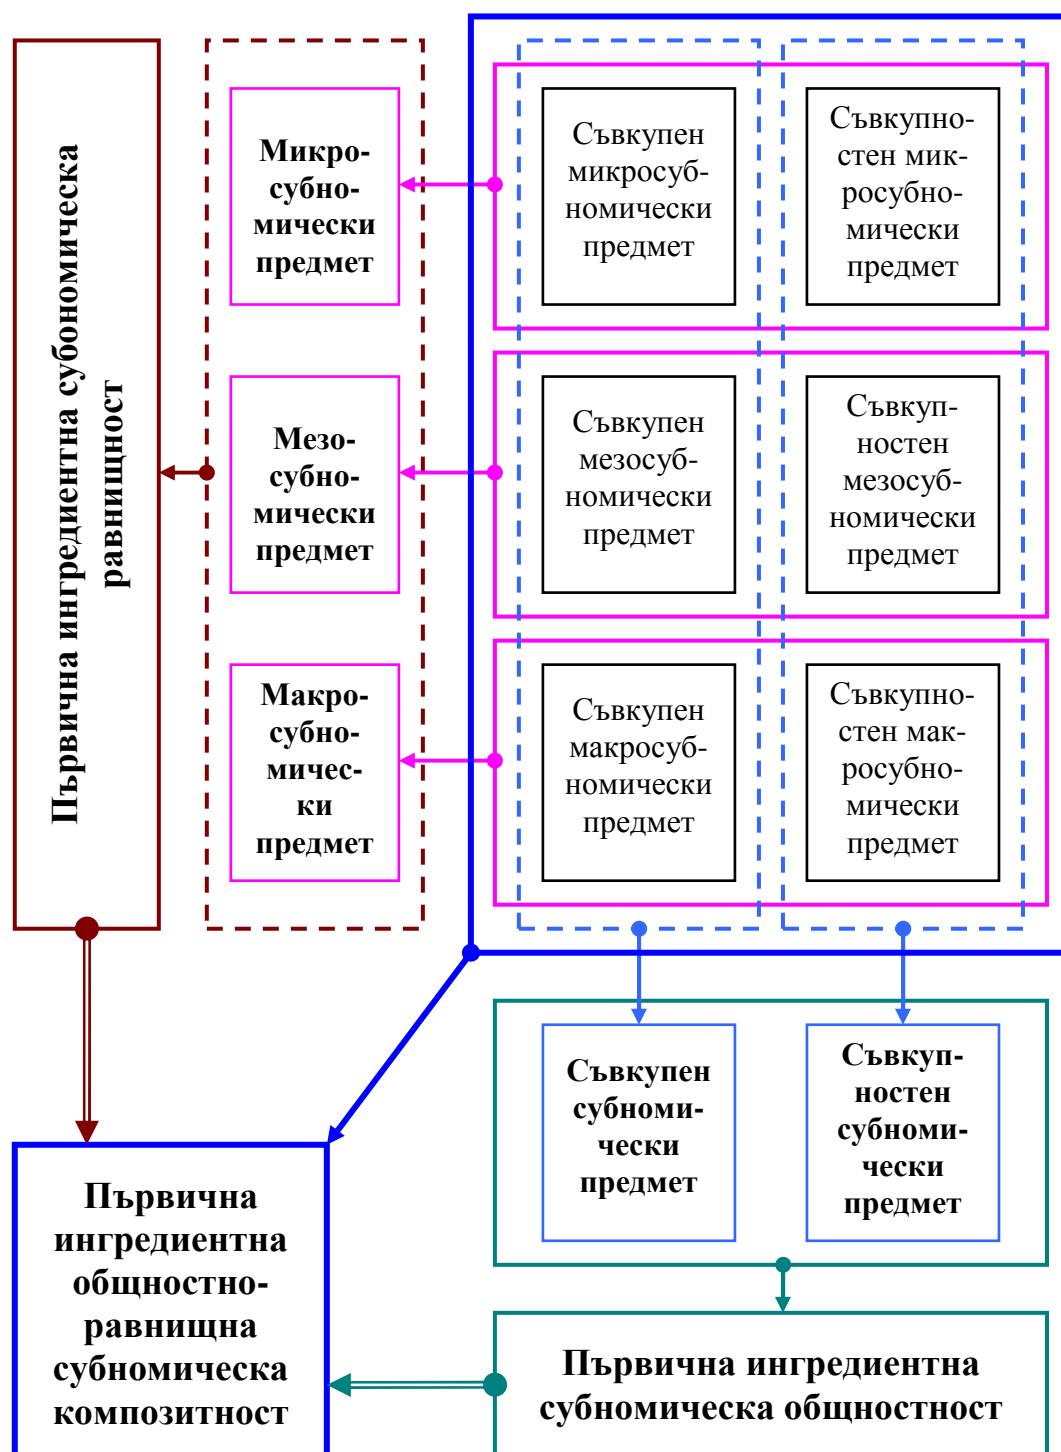 Първична ингредиентна субономическа
равнищност
Микро-
субно-
мически
предмет
Съвкупен
микросуб-
номически
предмет
Съвкупно-
стен мик-
росубно-
мически
предмет
Мезо-
субно-
мически
предмет
Съвкупен
мезосуб-
номически
предмет
Съвкуп-
ностен
мезосуб-
номически
предмет
Макро-
субно-
мичес-
ки
предмет
Съвкупен
макросуб-
номически
предмет
Съвкупно-
стен мак-
росубно-
мически
предмет
Съвкупен
субноми-
чески
предмет
Съвкуп-
ностен
субноми-
чески
предмет
Първична
ингредиентна
общностно-
равнищна
субномическа
композитност
Първична ингредиентна
субномическа общностност